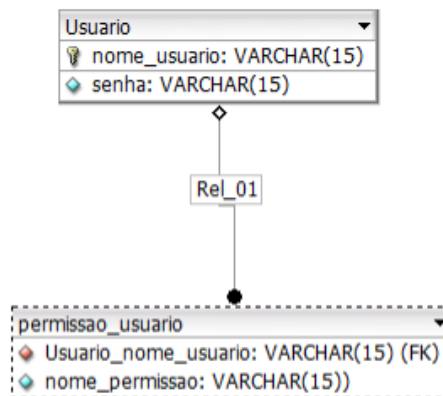 Usuario
nome_usuario: VARCHAR(15)
senha: VARCHAR(15)
Rel_01
permissao_usuario
Usuario_nome_usuario: VARCHAR(15) (FK)
nome_permissao: VARCHAR(15))